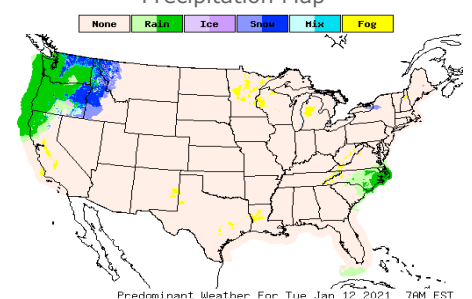 Precipitation Map
None Rain Ice Snow Mix Fog
Predominant Weather For Tue Jan 12 2021 7AM EST